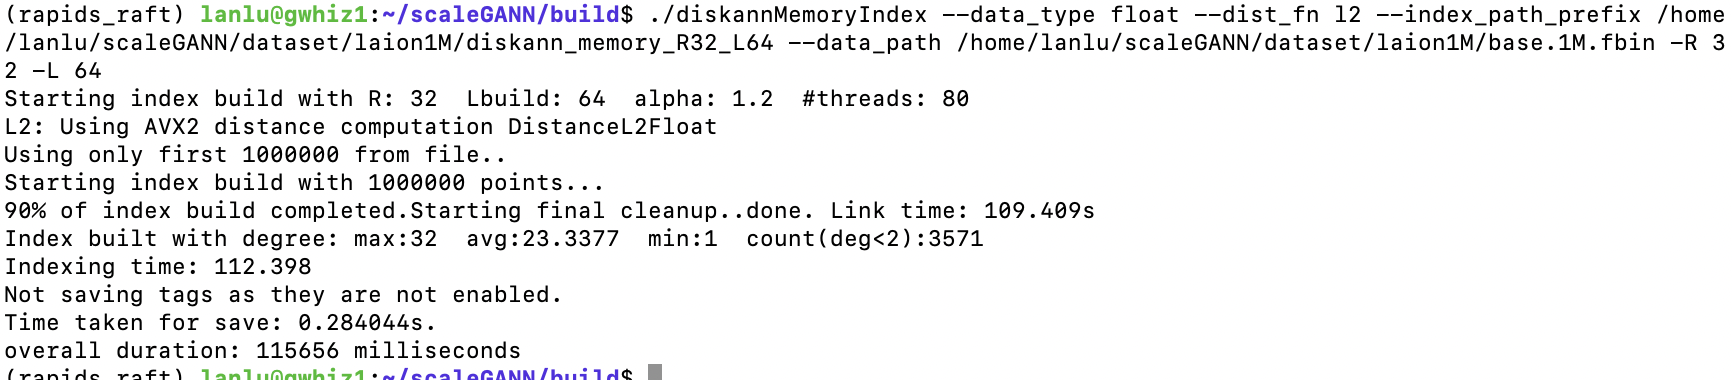 (rapids_raft) lanlu@gwhiz1:~/scaleGANN/build$ ./diskannMemoryIndex --data_type float --dist_fn l2 --index_path_prefix /home
/lanlu/scaleGANN/dataset/laion1M/diskann_memory_R32_L64 --data_path /home/lanlu/scaleGANN/dataset/laion1M/base.1M.fbin -R 3
2 -L 64
Starting index build with R: 32  Lbuild: 64  alpha: 1.2  #threads: 80
L2: Using AVX2 distance computation DistanceL2Float
Using only first 1000000 from file..
Starting index build with 1000000 points...
90% of index build completed.Starting final cleanup..done. Link time: 109.409s
Index built with degree: max:32  avg:23.3377  min:1  count(deg<2):3571
Indexing time: 112.398
Not saving tags as they are not enabled.
Time taken for save: 0.284044s.
overall duration: 115656 milliseconds
(rapids_raft) lanlu@gwhiz1:~/scaleGANN/build$